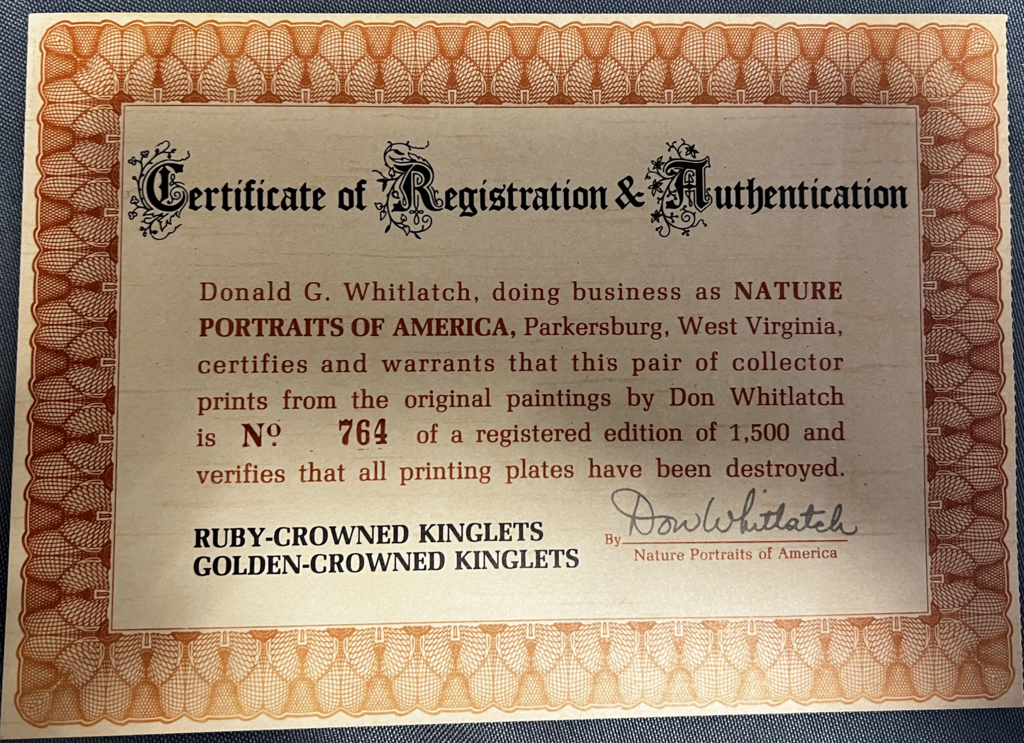 Certificate of Registration & Authentication
Donald G. Whitlatch, doing business as NATURE
PORTRAITS OF AMERICA, Parkersburg, West Virginia,
certifies and warrants that this pair of collector
prints from the original paintings by Don Whitlatch
is Nº 764 of a registered edition of 1,500 and
verifies that all printing plates have been destroyed.
RUBY-CROWNED KINGLETS
GOLDEN-CROWNED KINGLETS
By Don Whitlatch
Nature Portraits of America